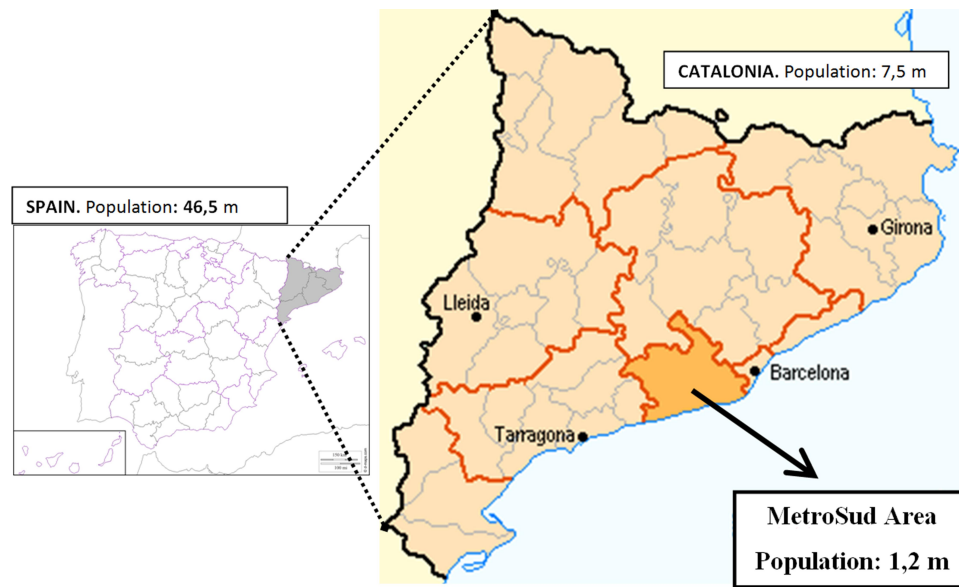 CATALONIA. Population: 7,5 m
SPAIN. Population: 46,5 m
Girona
Lleida
Barcelona
Tarragona
MetroSud Area
Population: 1,2 m